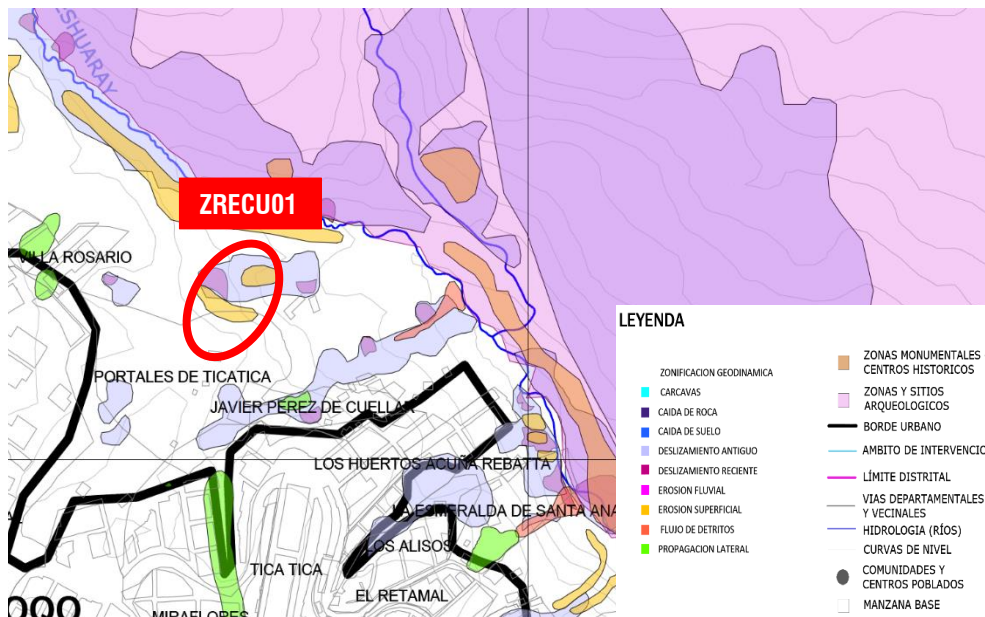 ESHUARAY
ZRECU01
VILLA ROSARIO
PORTALES DE TICATICA
JAVIER PEREZ DE CUELLAR
LOS HUERTOS ACUÑA REBATTA
LA ESMERALDA DE SANTA ANA
LOS ALISOS
TICA TICA
EL RETAMAL
MIRAFLORES
LEYENDA
ZONIFICACION GEODINAMICA
CARCAVAS
CAIDA DE ROCA
CAIDA DE SUELO
DESLIZAMIENTO ANTIGUO
DESLIZAMIENTO RECIENTE
EROSION FLUVIAL
EROSION SUPERFICIAL
FLUJO DE DETRITOS
PROPAGACION LATERAL
ZONAS MONUMENTALES
CENTROS HISTORICOS
ZONAS Y SITIOS
ARQUEOLOGICOS
BORDE URBANO
AMBITO DE INTERVENCIO
LÍMITE DISTRITAL
VIAS DEPARTAMENTALES
Y VECINALES
HIDROLOGIA (RÍOS)
CURVAS DE NIVEL
COMUNIDADES Y
CENTROS POBLADOS
MANZANA BASE